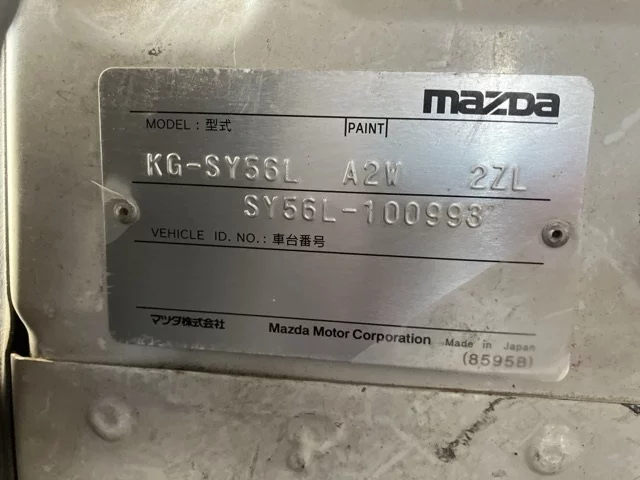 mazda
MODEL: 型式 PAINT
KG-SY56L A2W 2ZL
SY56L-100993
VEHICLE ID. NO.: 車台番号
マツダ株式会社 Mazda Motor Corporation Made in Japan
(8595B)